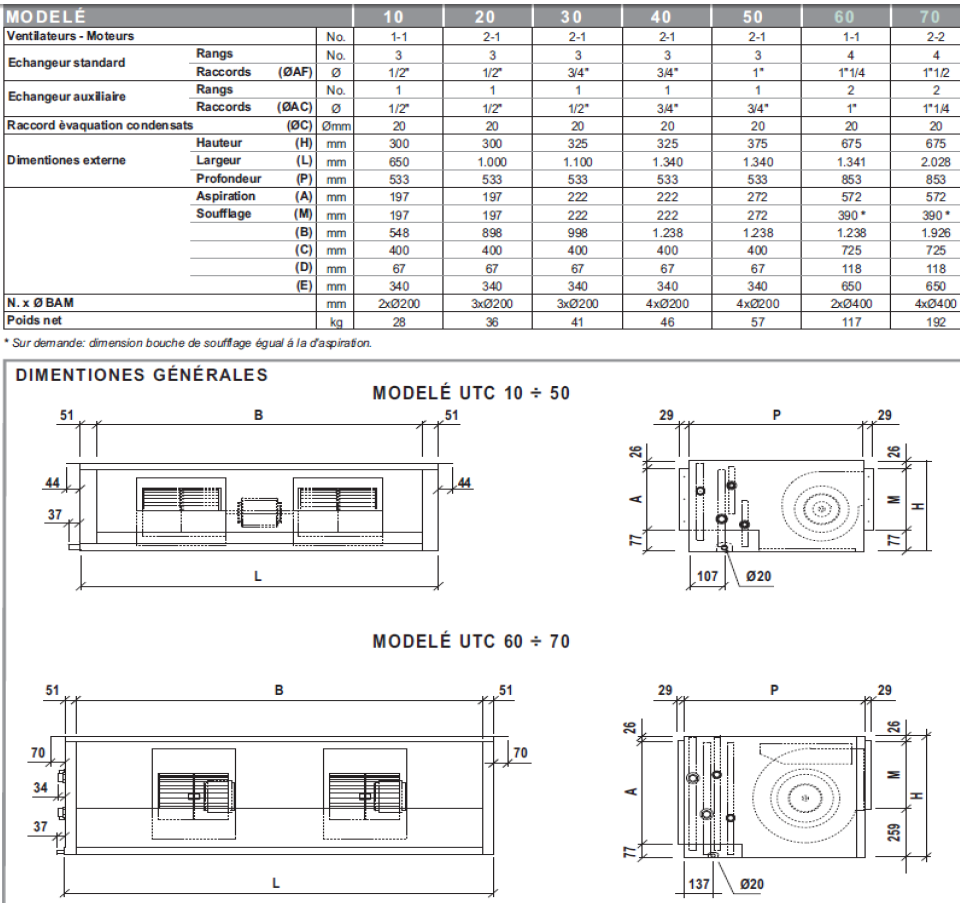 MODELÉ 10 20 30 40 50 60 70
Ventilateurs - Moteurs No. 1-1 2-1 2-1 2-1 2-1 1-1 2-2
Echangeur standard Rangs No. 3 3 3 3 3 4 4
Raccords (ØAF) Ø 1/2" 1/2" 3/4" 3/4" 1" 1"1/4 1"1/2
Echangeur auxiliaire Rangs No. 1 1 1 1 1 2 2
Raccords (ØAC) Ø 1/2" 1/2" 1/2" 3/4" 3/4" 1" 1"1/4
Raccord èvaquation condensats (ØC) Ømm 20 20 20 20 20 20 20
Dimentiones externe Hauteur (H) mm 300 300 325 325 375 675 675
Largeur (L) mm 650 1.000 1.100 1.340 1.340 1.341 2.028
Profondeur (P) mm 533 533 533 533 533 853 853
Aspiration (A) mm 197 197 222 222 272 572 572
Soufflage (M) mm 197 197 222 222 272 390 * 390 *
(B) mm 548 898 998 1.238 1.238 1.238 1.926
(C) mm 400 400 400 400 400 725 725
(D) mm 67 67 67 67 67 118 118
(E) mm 340 340 340 340 340 650 650
N. x Ø BAM mm 2xØ200 3xØ200 3xØ200 4xØ200 4xØ200 2xØ400 4xØ400
Poids net kg 28 36 41 46 57 117 192
* Sur demande: dimension bouche de soufflage égual á la d'aspiration.
DIMENTIONES GÉNÉRALES
MODELÉ UTC 10 ÷ 50
51 B 51 29 P 29
26 26
44 44 A M H
37
77 77
L 107 Ø20
MODELÉ UTC 60 ÷ 70
51 B 51 29 P 29
26 26
70 70
34 A M H
37 259
77
L 137 Ø20